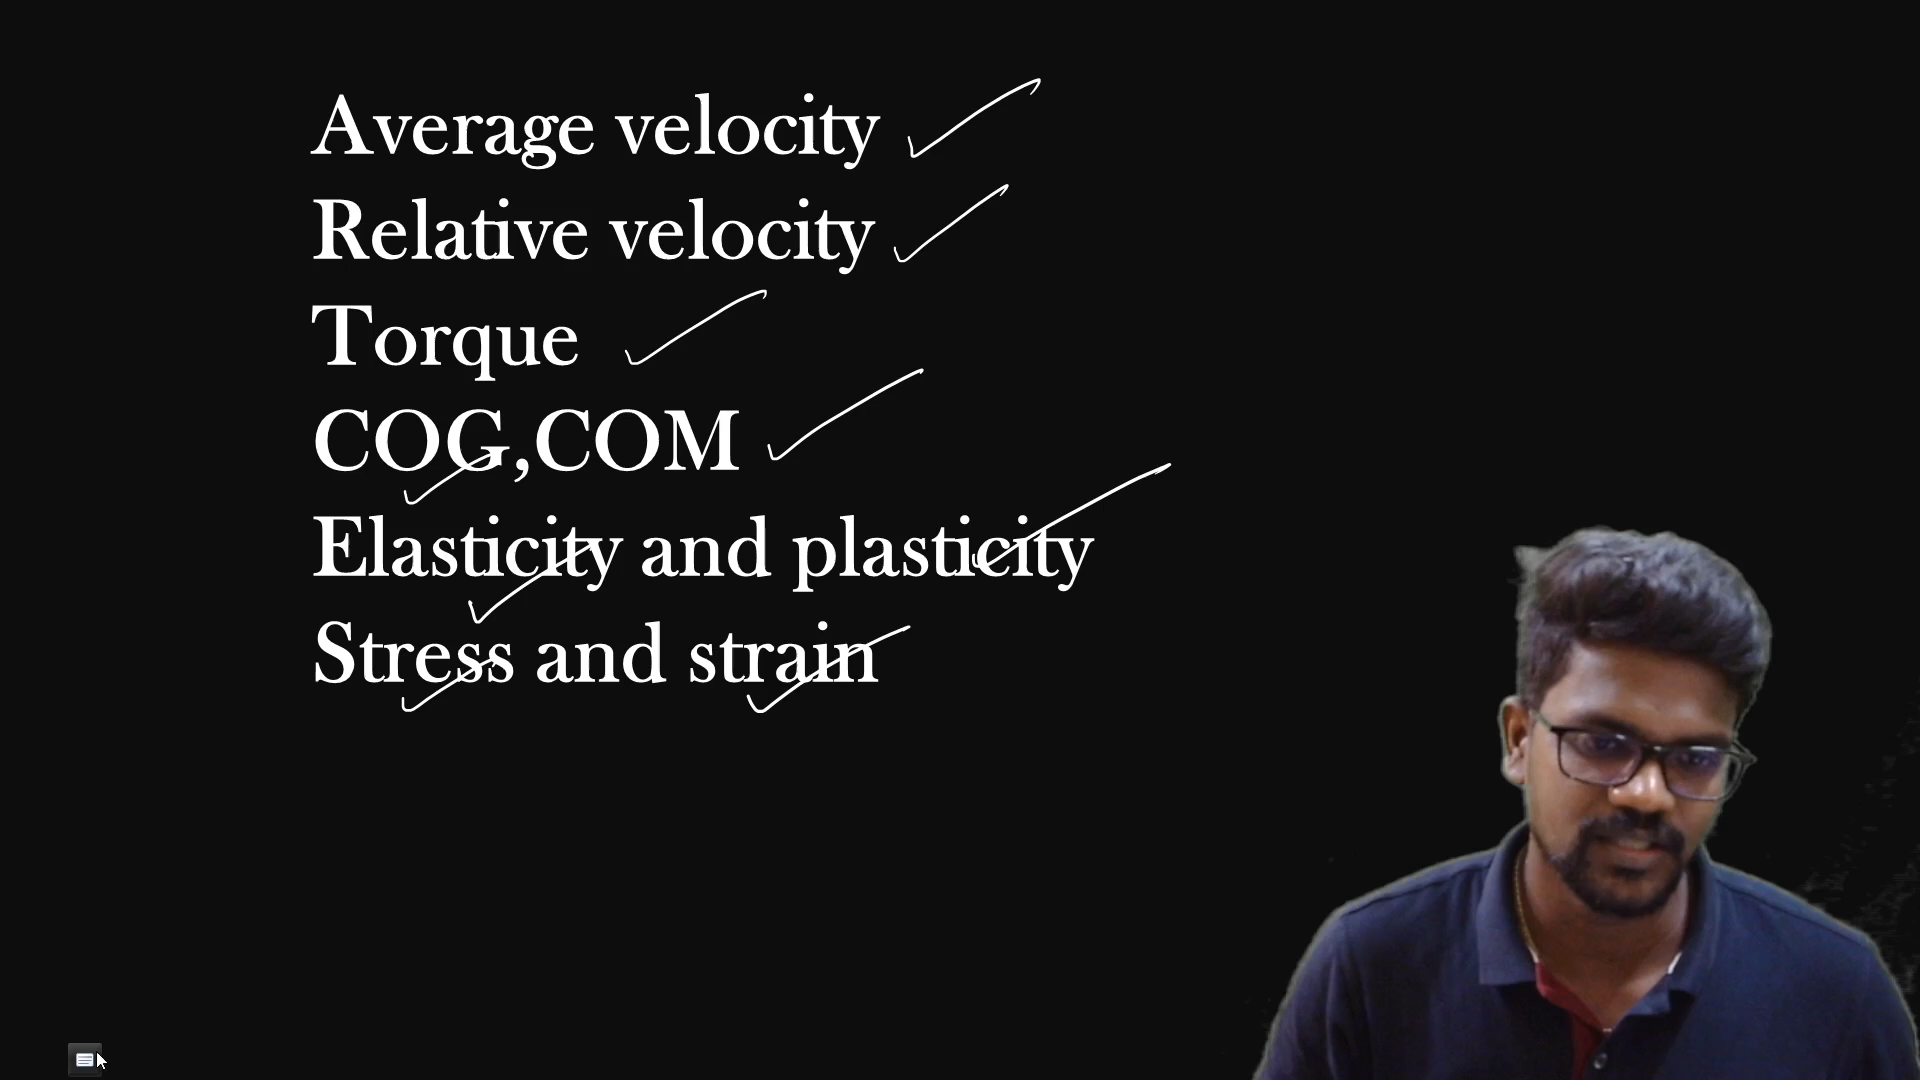 Average velocity
Relative velocity
Torque
COG,COM
Elasticity and plasticity
Stress and strain